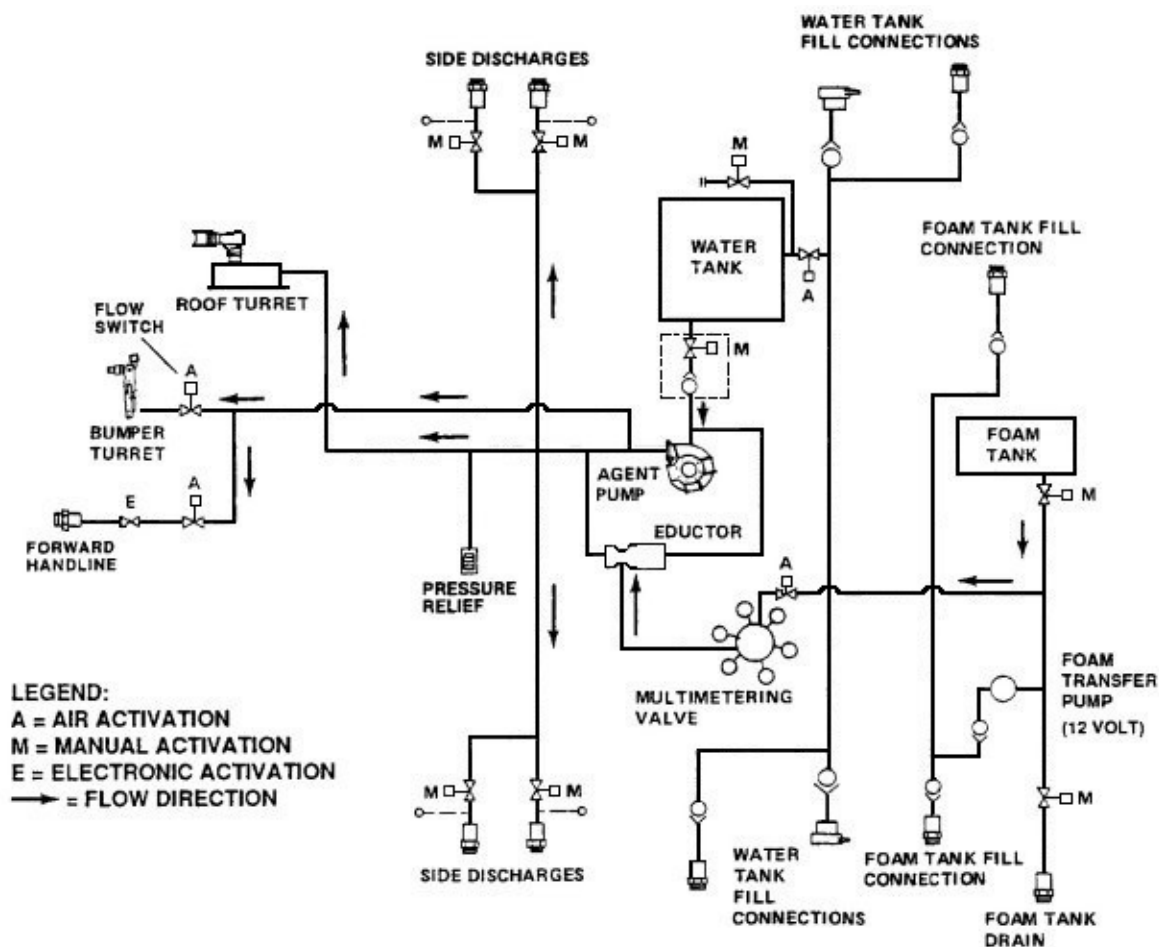 WATER TANK
FILL CONNECTIONS
SIDE DISCHARGES
M
M
M
FOAM TANK FILL
CONNECTION
WATER
TANK
A
ROOF TURRET
FLOW
SWITCH
A
M
BUMPER
TURRET
AGENT
PUMP
FOAM
TANK
M
E
A
FORWARD
HANDLINE
EDUCTOR
PRESSURE
RELIEF
A
MULTIMETERING
VALVE
FOAM
TRANSFER
PUMP
(12 VOLT)
LEGEND:
A = AIR ACTIVATION
M = MANUAL ACTIVATION
E = ELECTRONIC ACTIVATION
= FLOW DIRECTION
M
M
M
SIDE DISCHARGES
WATER
TANK
FILL
CONNECTIONS
FOAM TANK FILL
CONNECTION
FOAM TANK
DRAIN